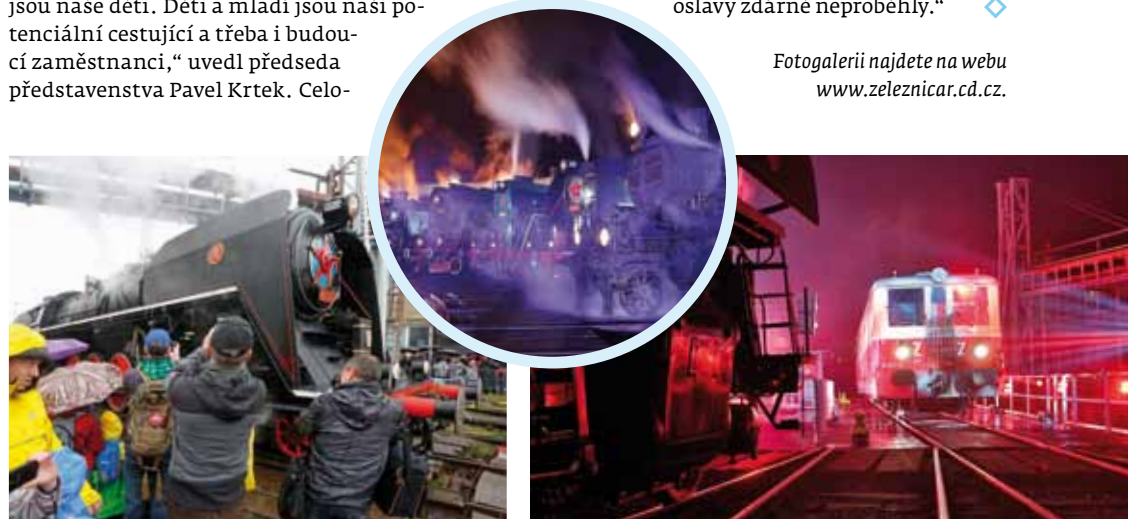 jsou naše děti. Děti a mladí jsou naši po-
tenciální cestující a třeba i budou-
cí zaměstnanci,“ uvedl předseda
představenstva Pavel Krtek. Celo-
oslavy zdárně neproběhly.“
Fotogalerii najdete na webu
www.zeleznicar.cd.cz.
Z Z